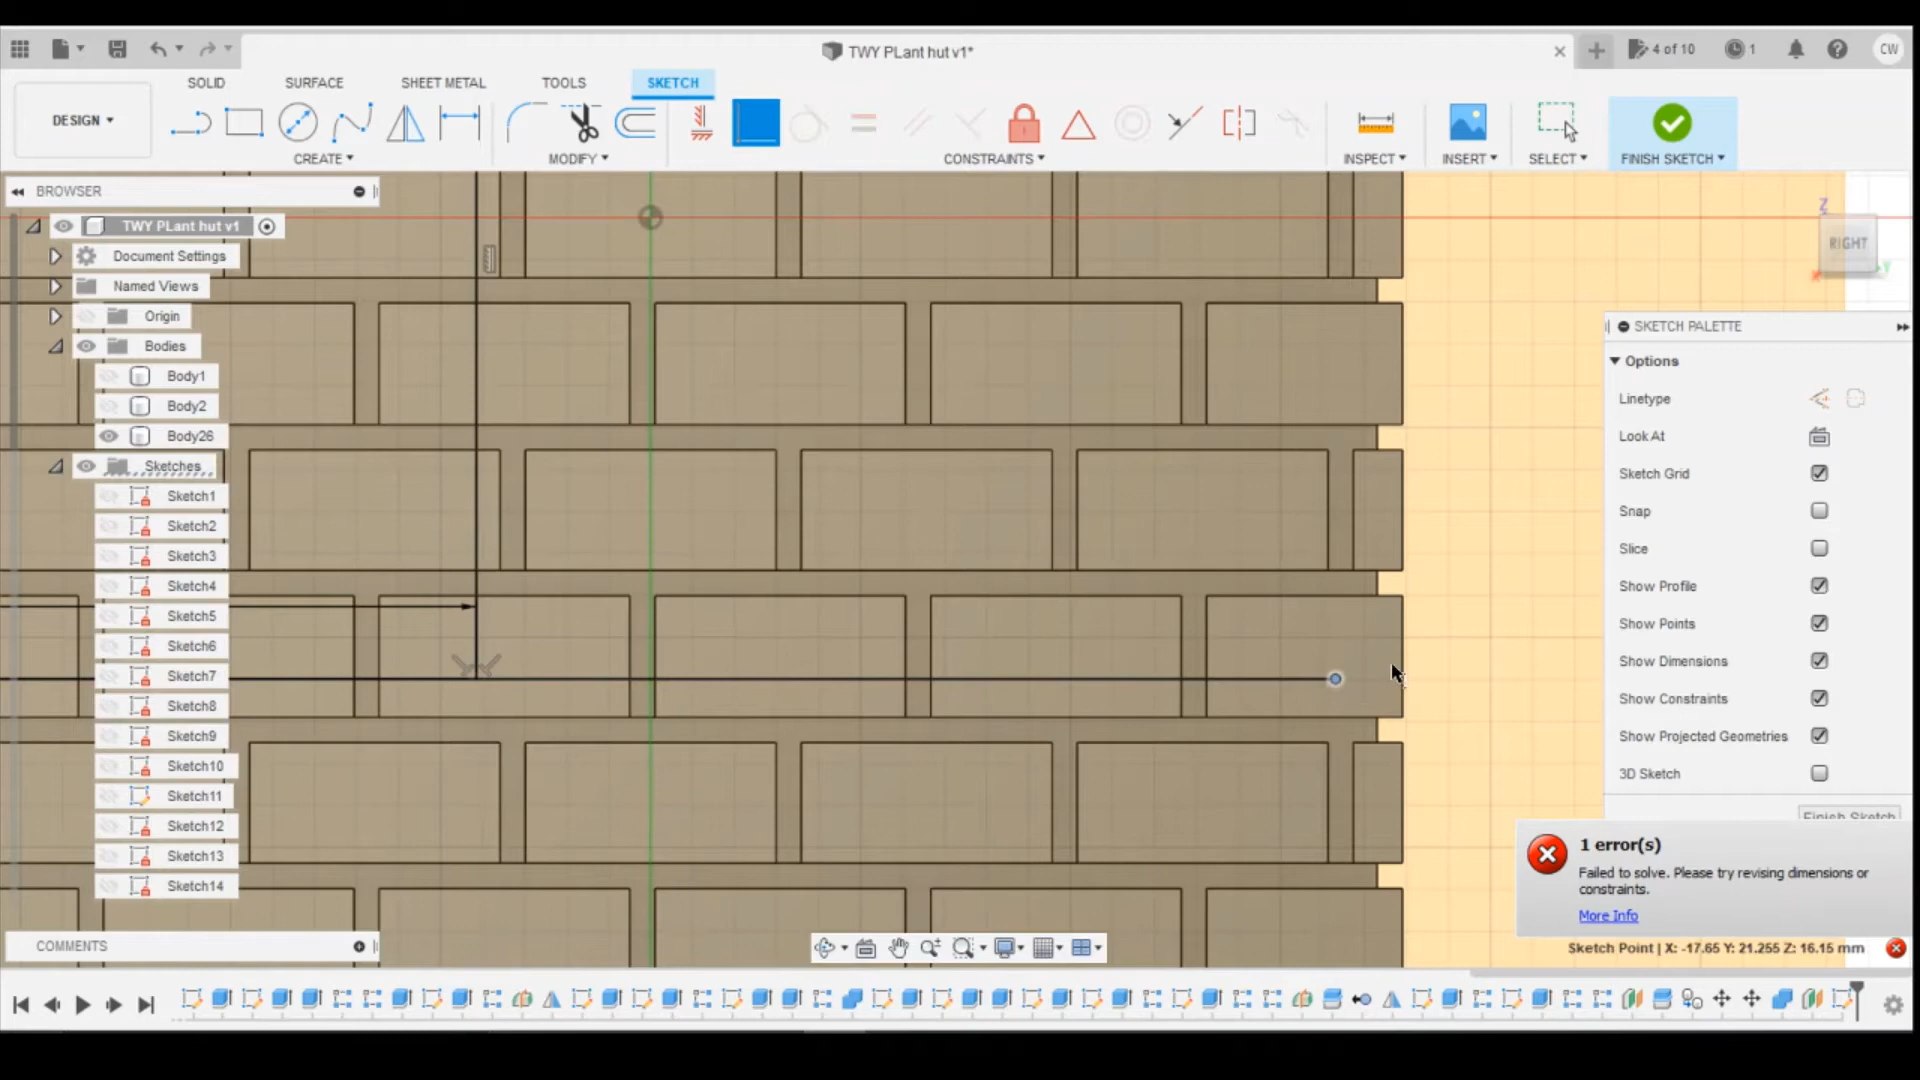 TWY PLant hut v1*
4 of 10
1
CW
SOLID
SURFACE
SHEET METAL
TOOLS
SKETCH
DESIGN
CREATE
MODIFY
CONSTRAINTS
INSPECT
INSERT
SELECT
FINISH SKETCH
BROWSER
TWY PLant hut v1
Document Settings
Named Views
Origin
Bodies
Body1
Body2
Body26
Sketches
Sketch1
Sketch2
Sketch3
Sketch4
Sketch5
Sketch6
Sketch7
Sketch8
Sketch9
Sketch10
Sketch11
Sketch12
Sketch13
Sketch14
COMMENTS
Z
RIGHT
X
Y
SKETCH PALETTE
Options
Linetype
Look At
Sketch Grid
Snap
Slice
Show Profile
Show Points
Show Dimensions
Show Constraints
Show Projected Geometries
3D Sketch
Finish Sketch
1 error(s)
Failed to solve. Please try revising dimensions or
constraints.
More Info
Sketch Point | X: -17.65 Y: 21.255 Z: 16.15 mm